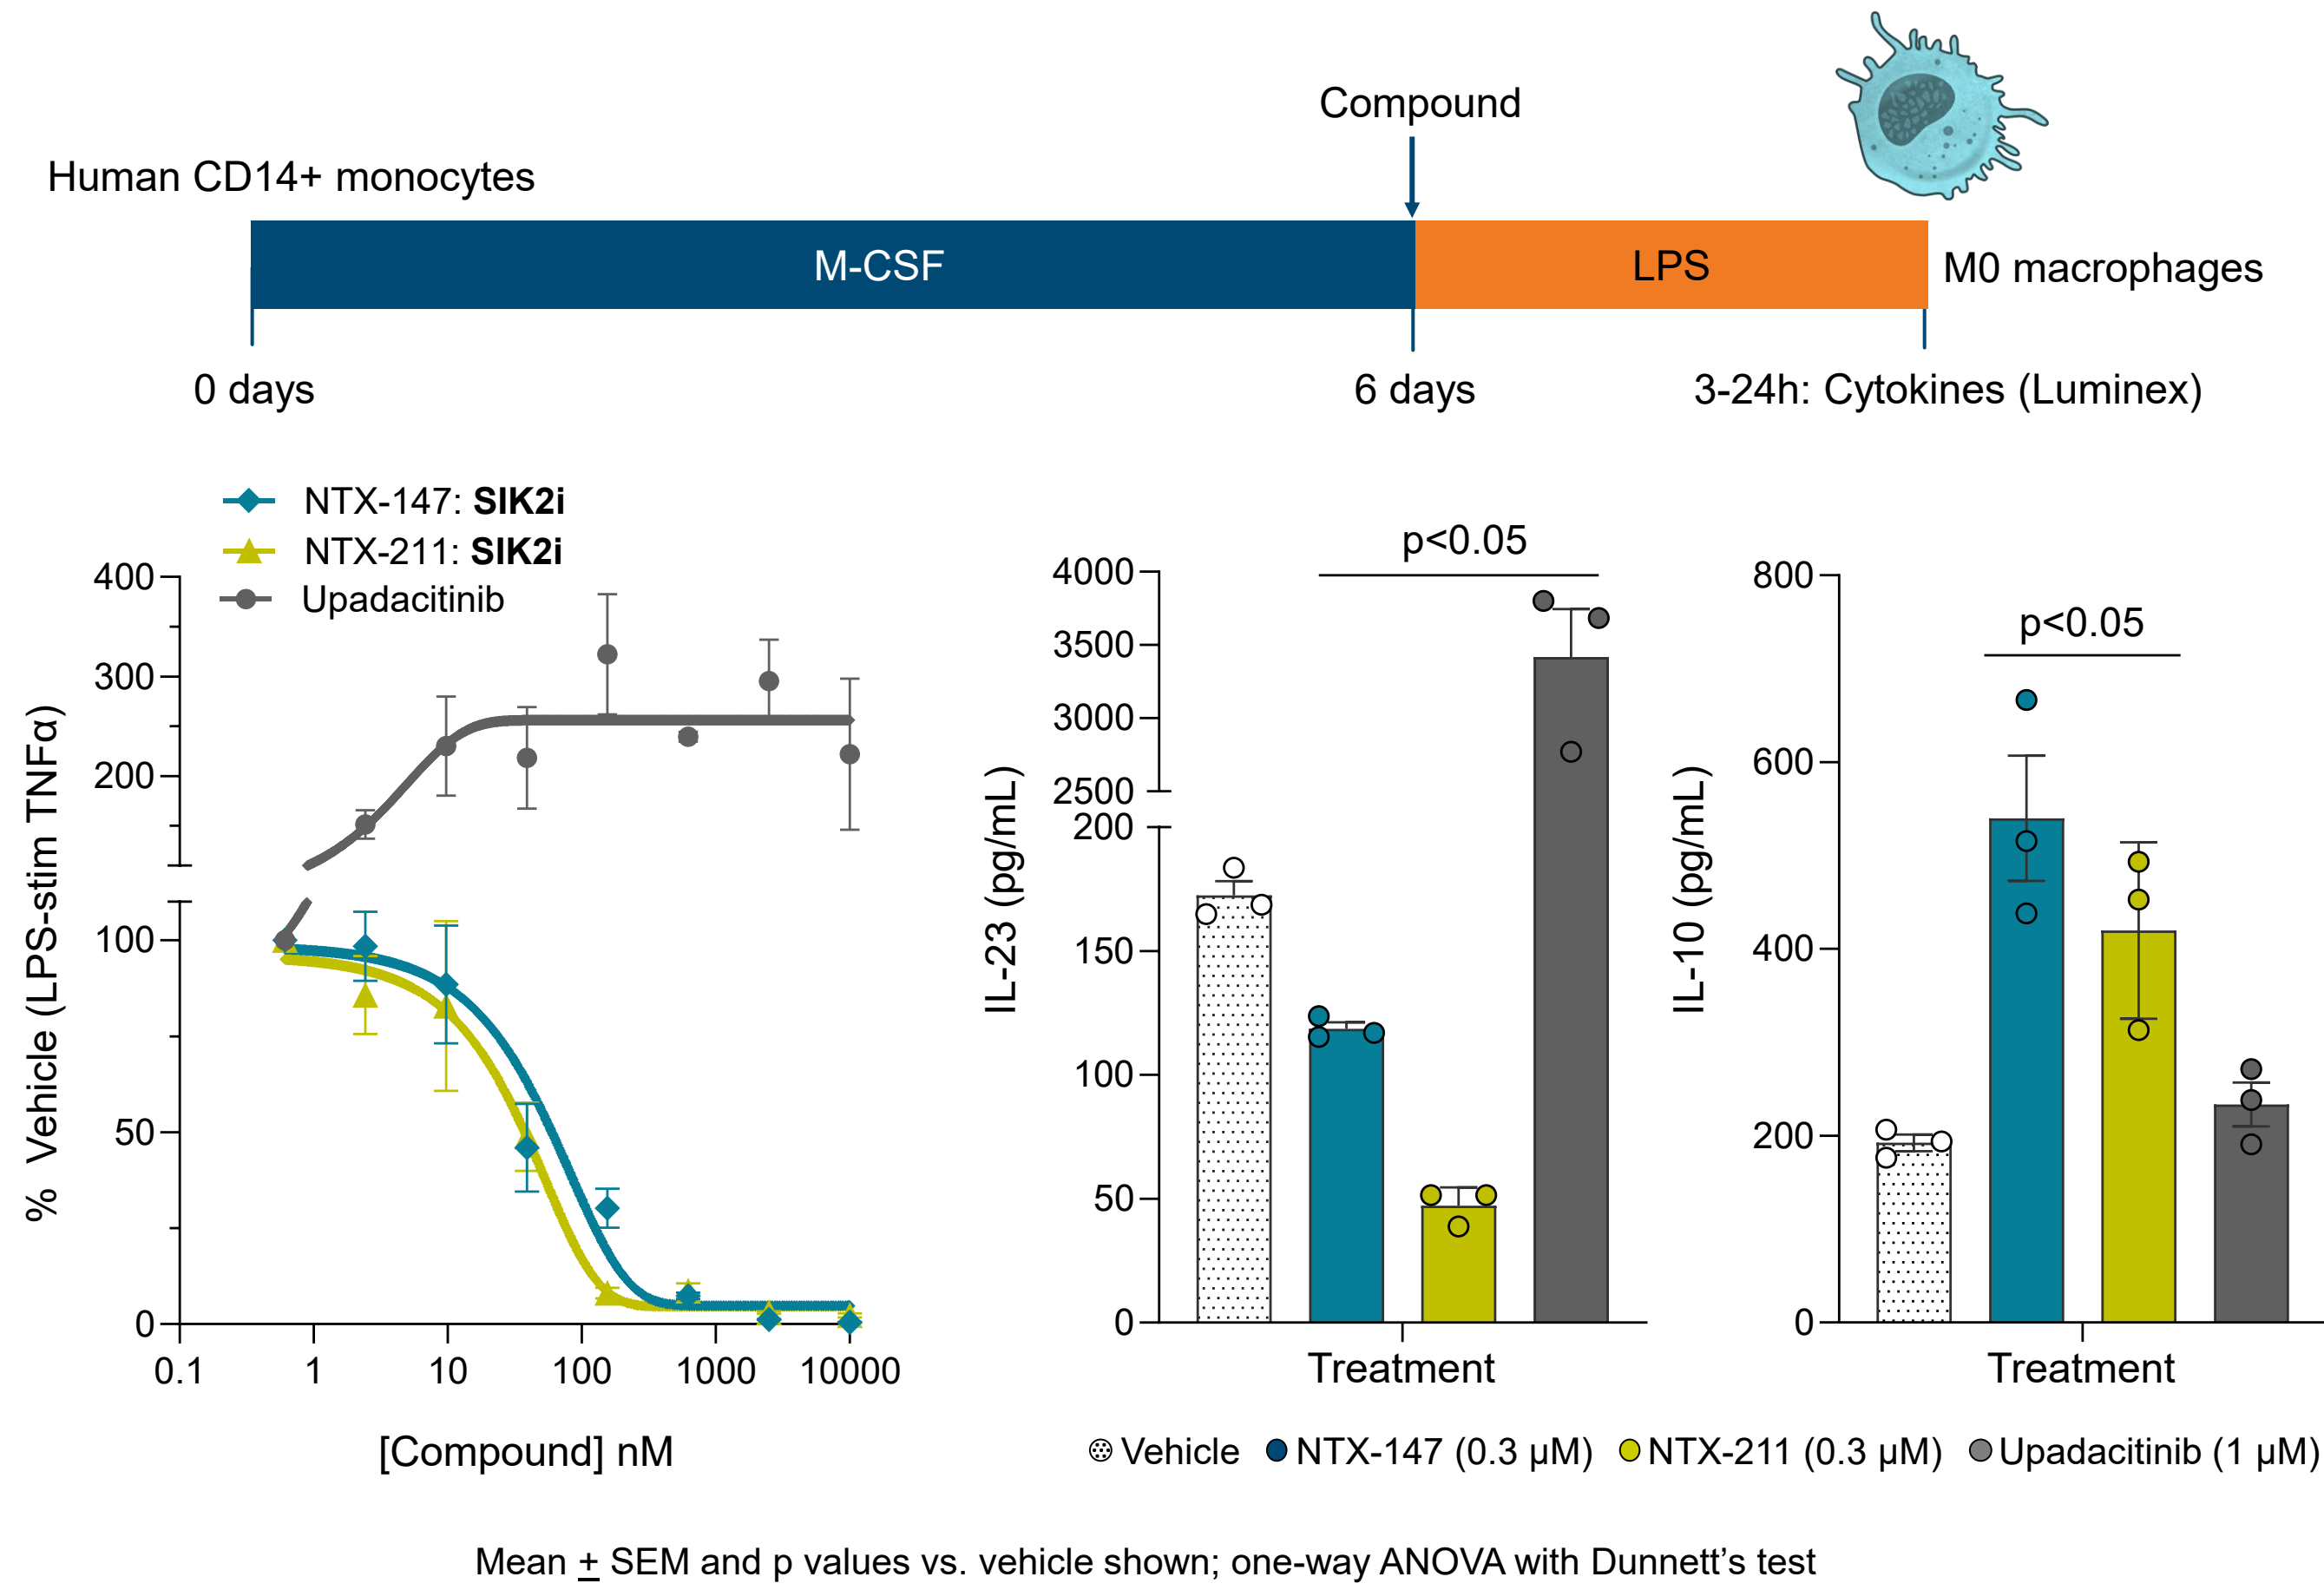 Compound
Human CD14+ monocytes
M-CSF
LPS
M0 macrophages
0 days
6 days
3-24h: Cytokines (Luminex)
NTX-147: SIK2i
NTX-211: SIK2i
Upadacitinib
% Vehicle (LPS-stim TNFα)
400
300
200
100
50
0
0.1
1
10
100
1000
10000
[Compound] nM
IL-23 (pg/mL)
p<0.05
4000
3500
3000
2500
200
150
100
50
0
Treatment
IL-10 (pg/mL)
p<0.05
800
600
400
200
0
Treatment
Vehicle
NTX-147 (0.3 µM)
NTX-211 (0.3 µM)
Upadacitinib (1 µM)
Mean ± SEM and p values vs. vehicle shown; one-way ANOVA with Dunnett’s test